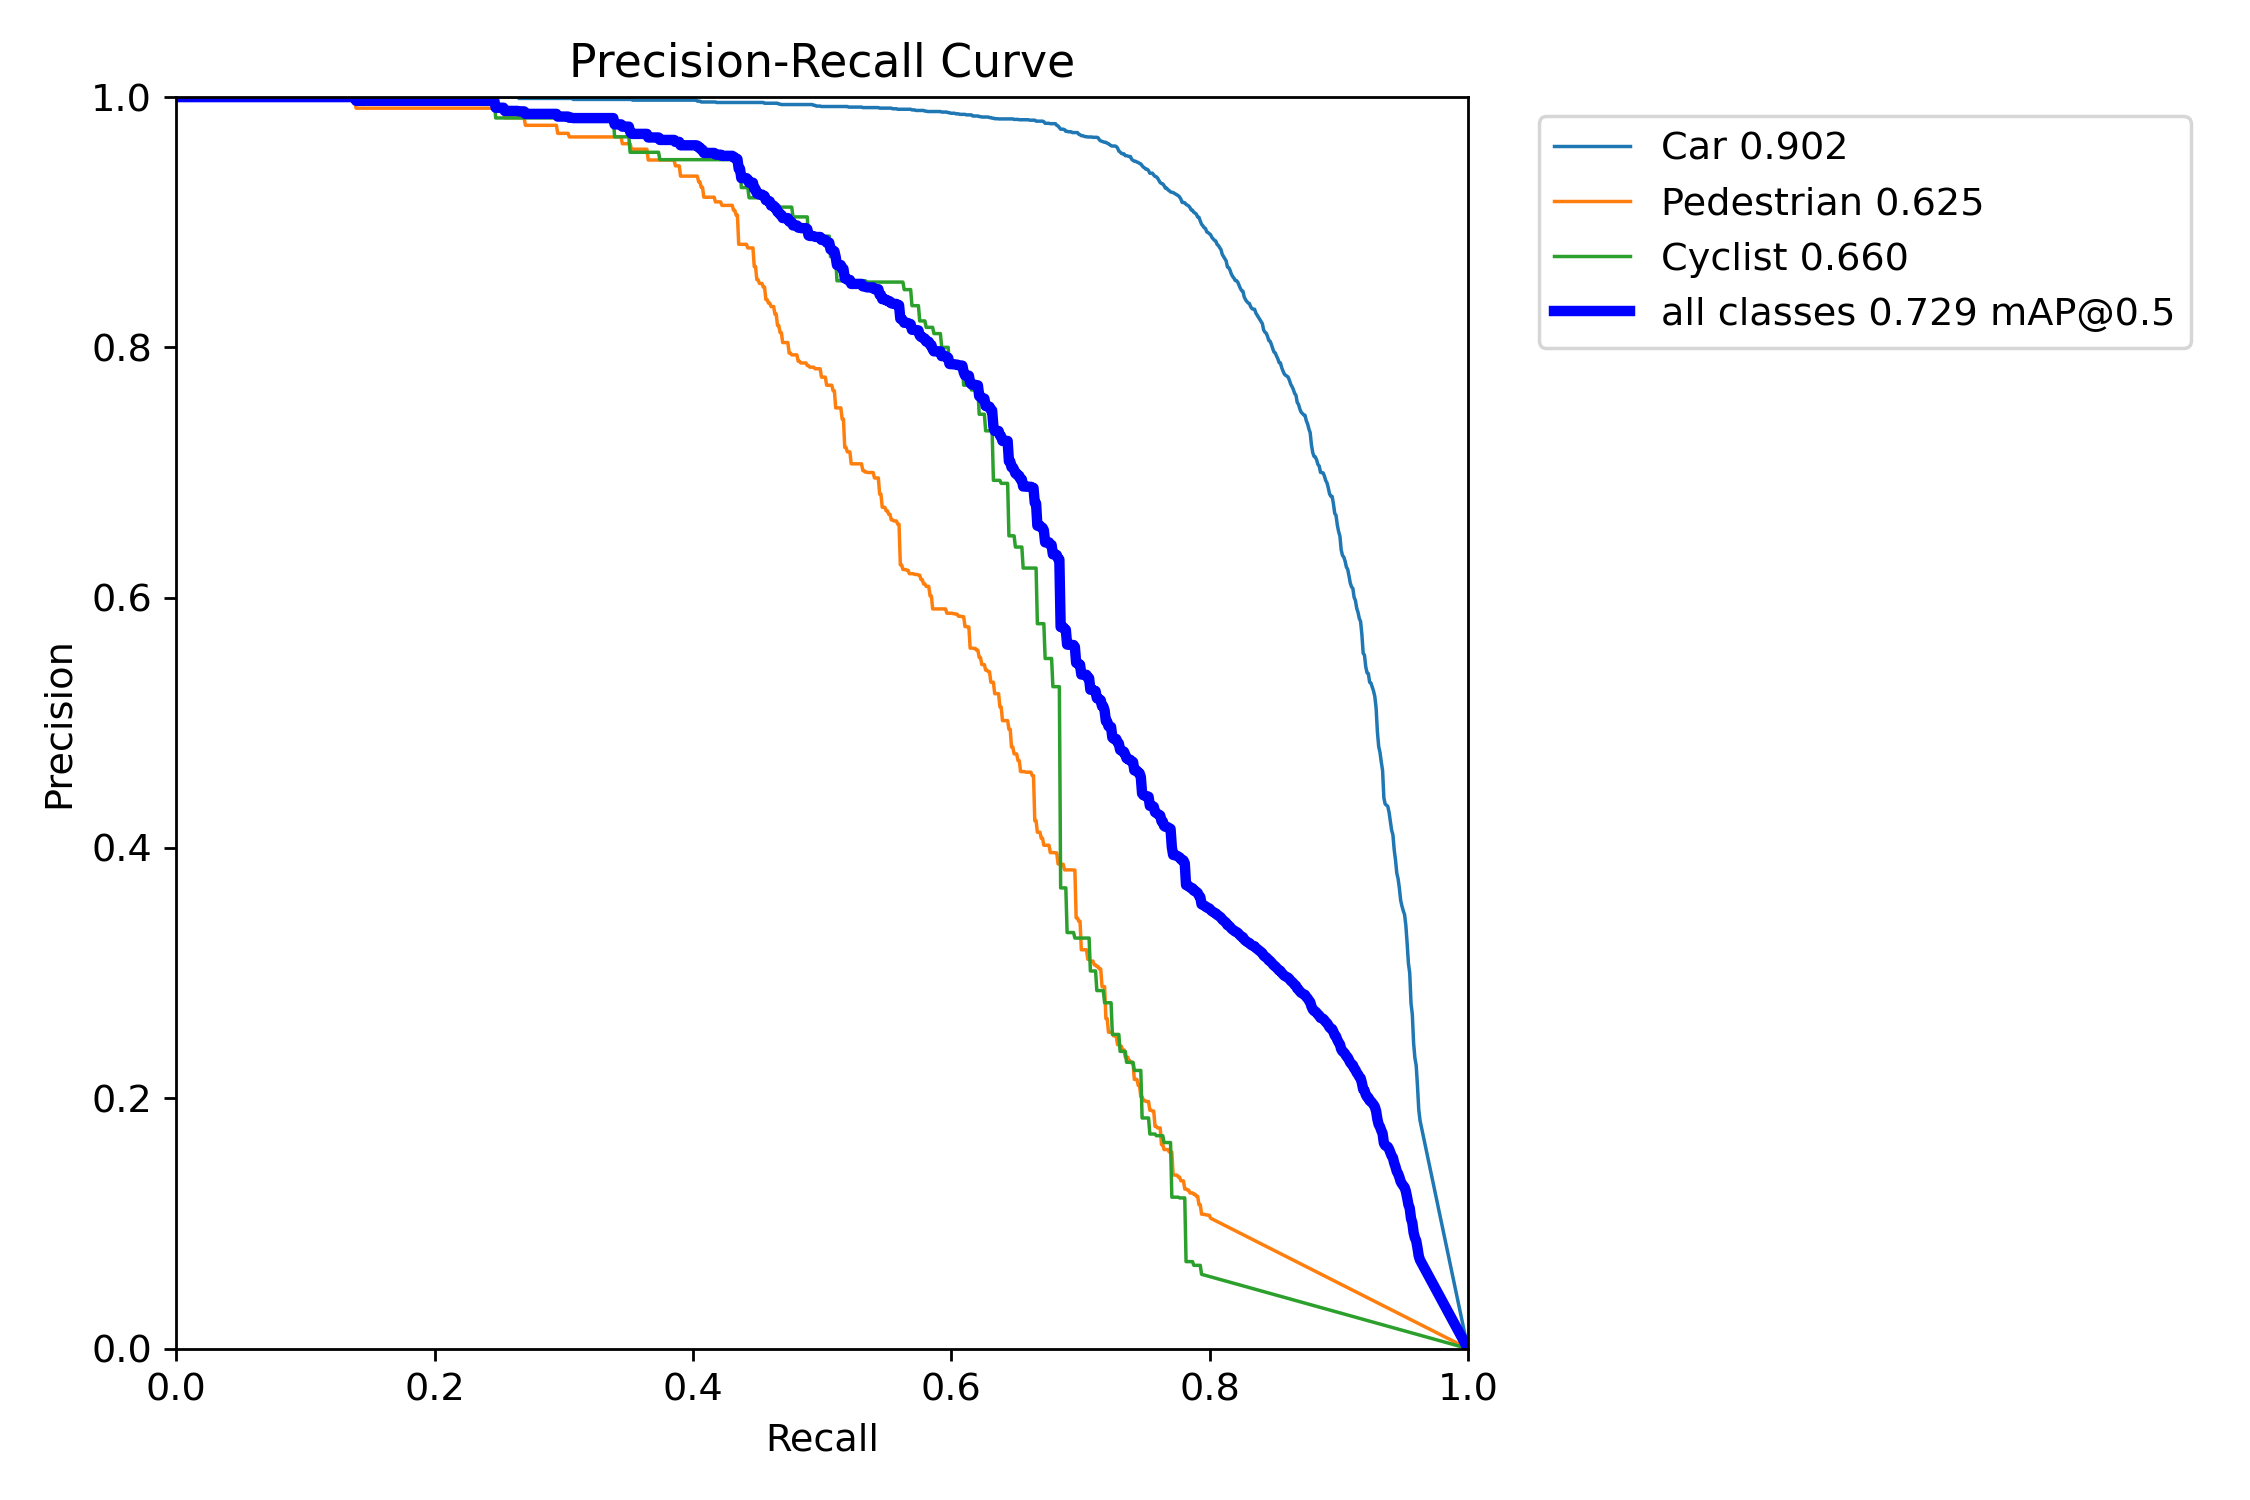 Precision-Recall Curve
1.0
0.8
0.6
0.4
0.2
0.0
Precision
0.0 0.2 0.4 0.6 0.8 1.0
Recall
Car 0.902
Pedestrian 0.625
Cyclist 0.660
all classes 0.729 mAP@0.5